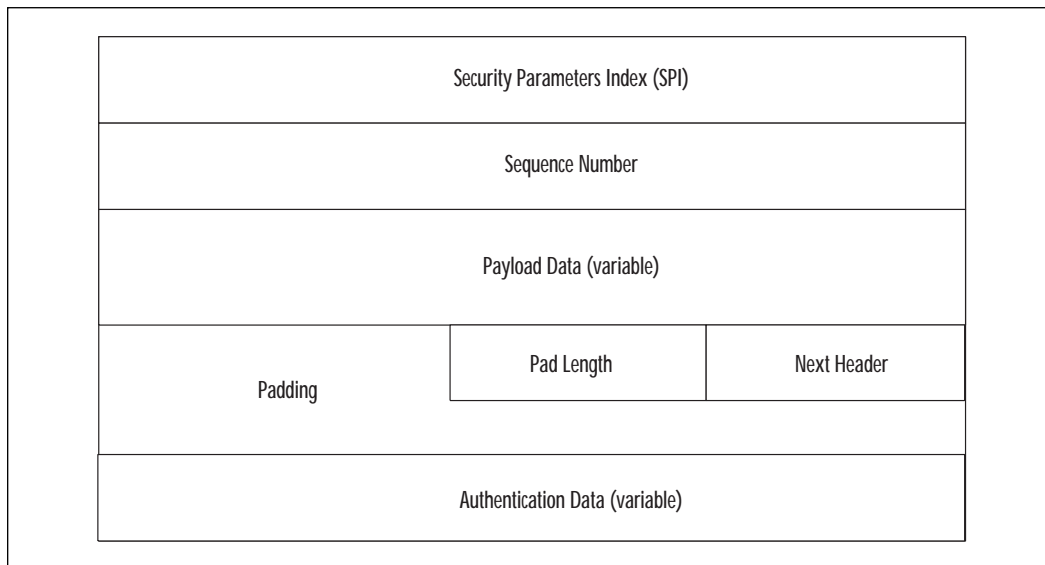 Security Parameters Index (SPI)
Sequence Number
Payload Data (variable)
Padding
Pad Length
Next Header
Authentication Data (variable)